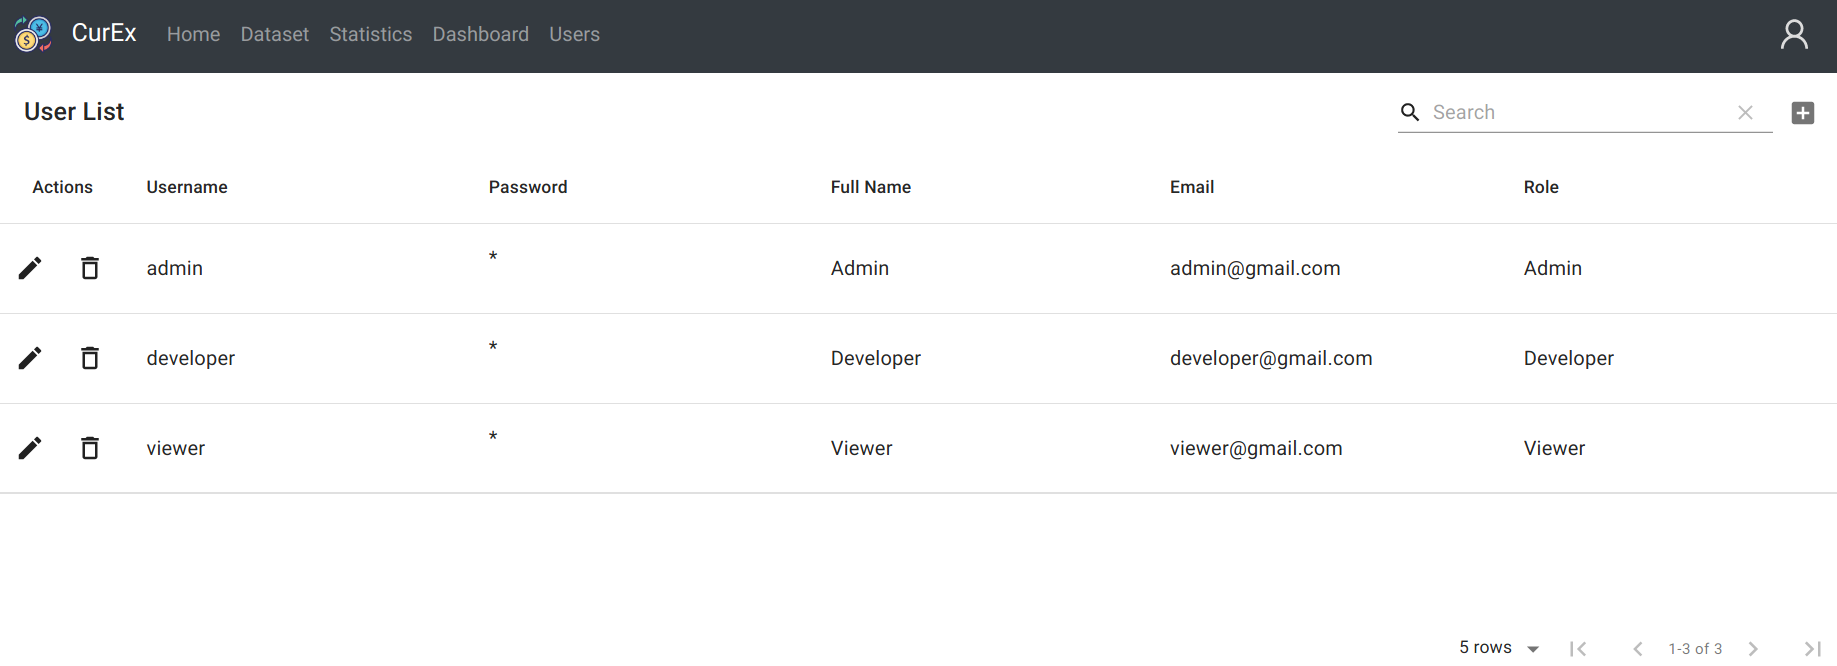 CurEx Home Dataset Statistics Dashboard Users
User List
Search
Actions Username Password Full Name Email Role
admin * Admin admin@gmail.com Admin
developer * Developer developer@gmail.com Developer
viewer * Viewer viewer@gmail.com Viewer
5 rows 1-3 of 3